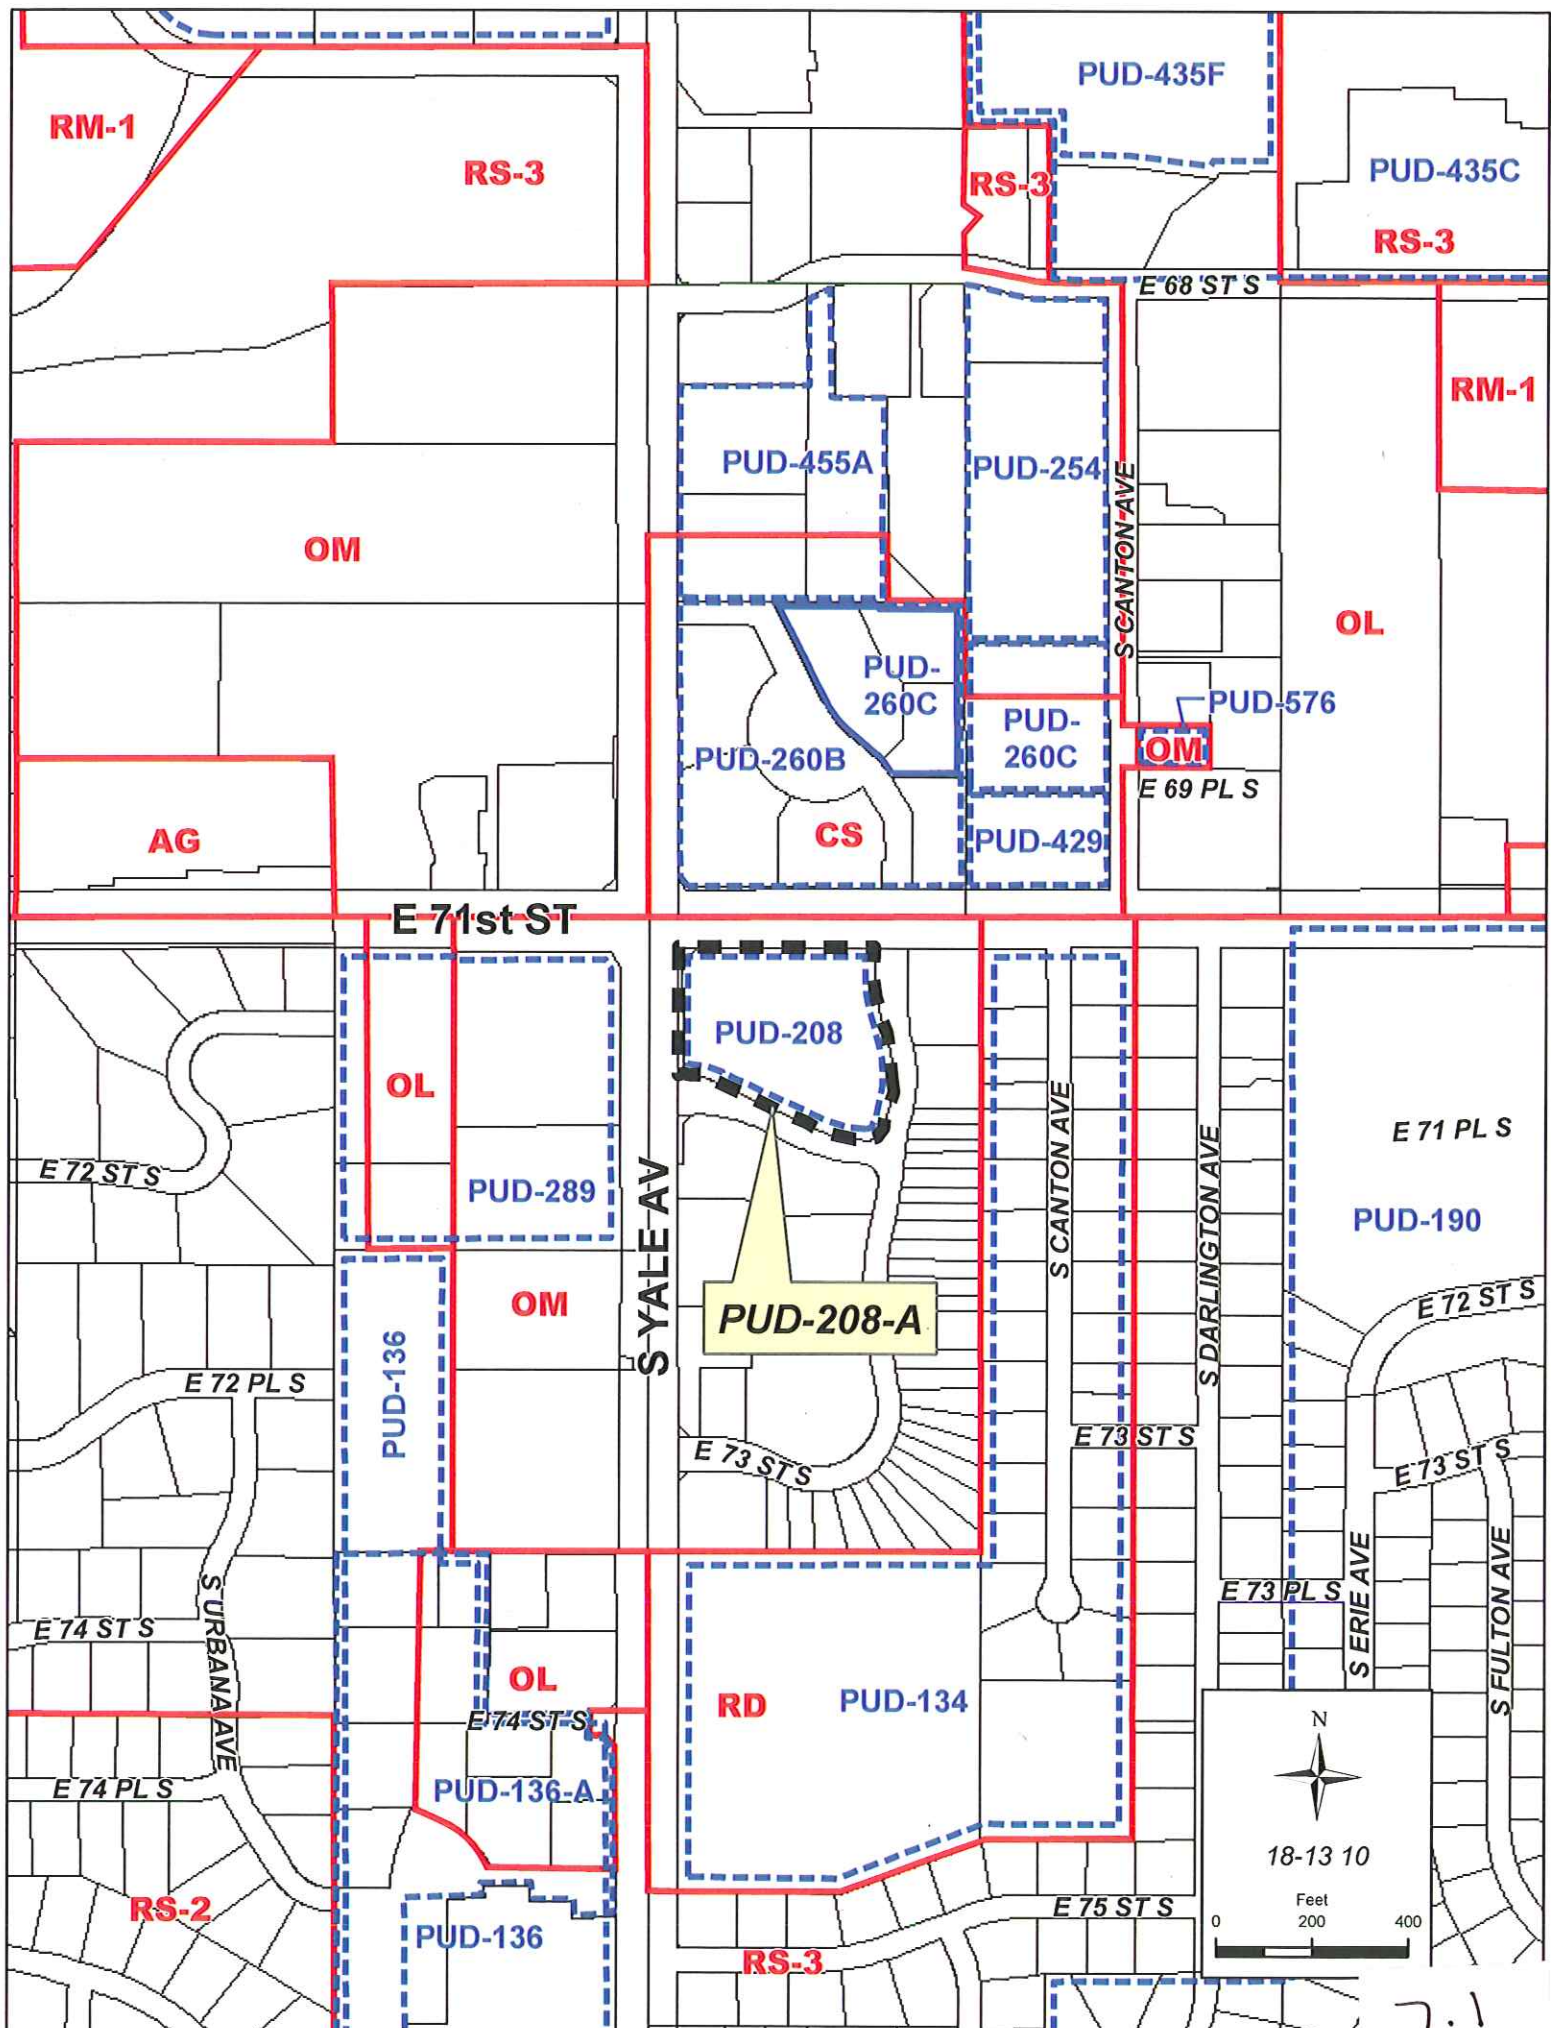 PUD-435F
RM-1
RS-3
RS-3
PUD-435C
RS-3
E 68 ST S
RM-1
PUD-455A
PUD-254
S CANTON AVE
OM
OL
PUD-
260C
PUD-576
PUD-
260C
PUD-260B
OM
E 69 PL S
AG
CS
PUD-429
E 71st ST
PUD-208
OL
E 71 PL S
E 72 ST S
PUD-289
S YALE AV
S CANTON AVE
S DARLINGTON AVE
PUD-190
OM
PUD-208-A
E 72 ST S
PUD-136
E 72 PL S
E 73 ST S
E 73 ST S
E 73 ST S
S URBANA AVE
E 73 PL S
S ERIE AVE
S FULTON AVE
E 74 ST S
OL
RD
PUD-134
E 74 ST S
E 74 PL S
PUD-136-A
N
18-13 10
Feet
0 200 400
RS-2
PUD-136
E 75 ST S
RS-3
7.1